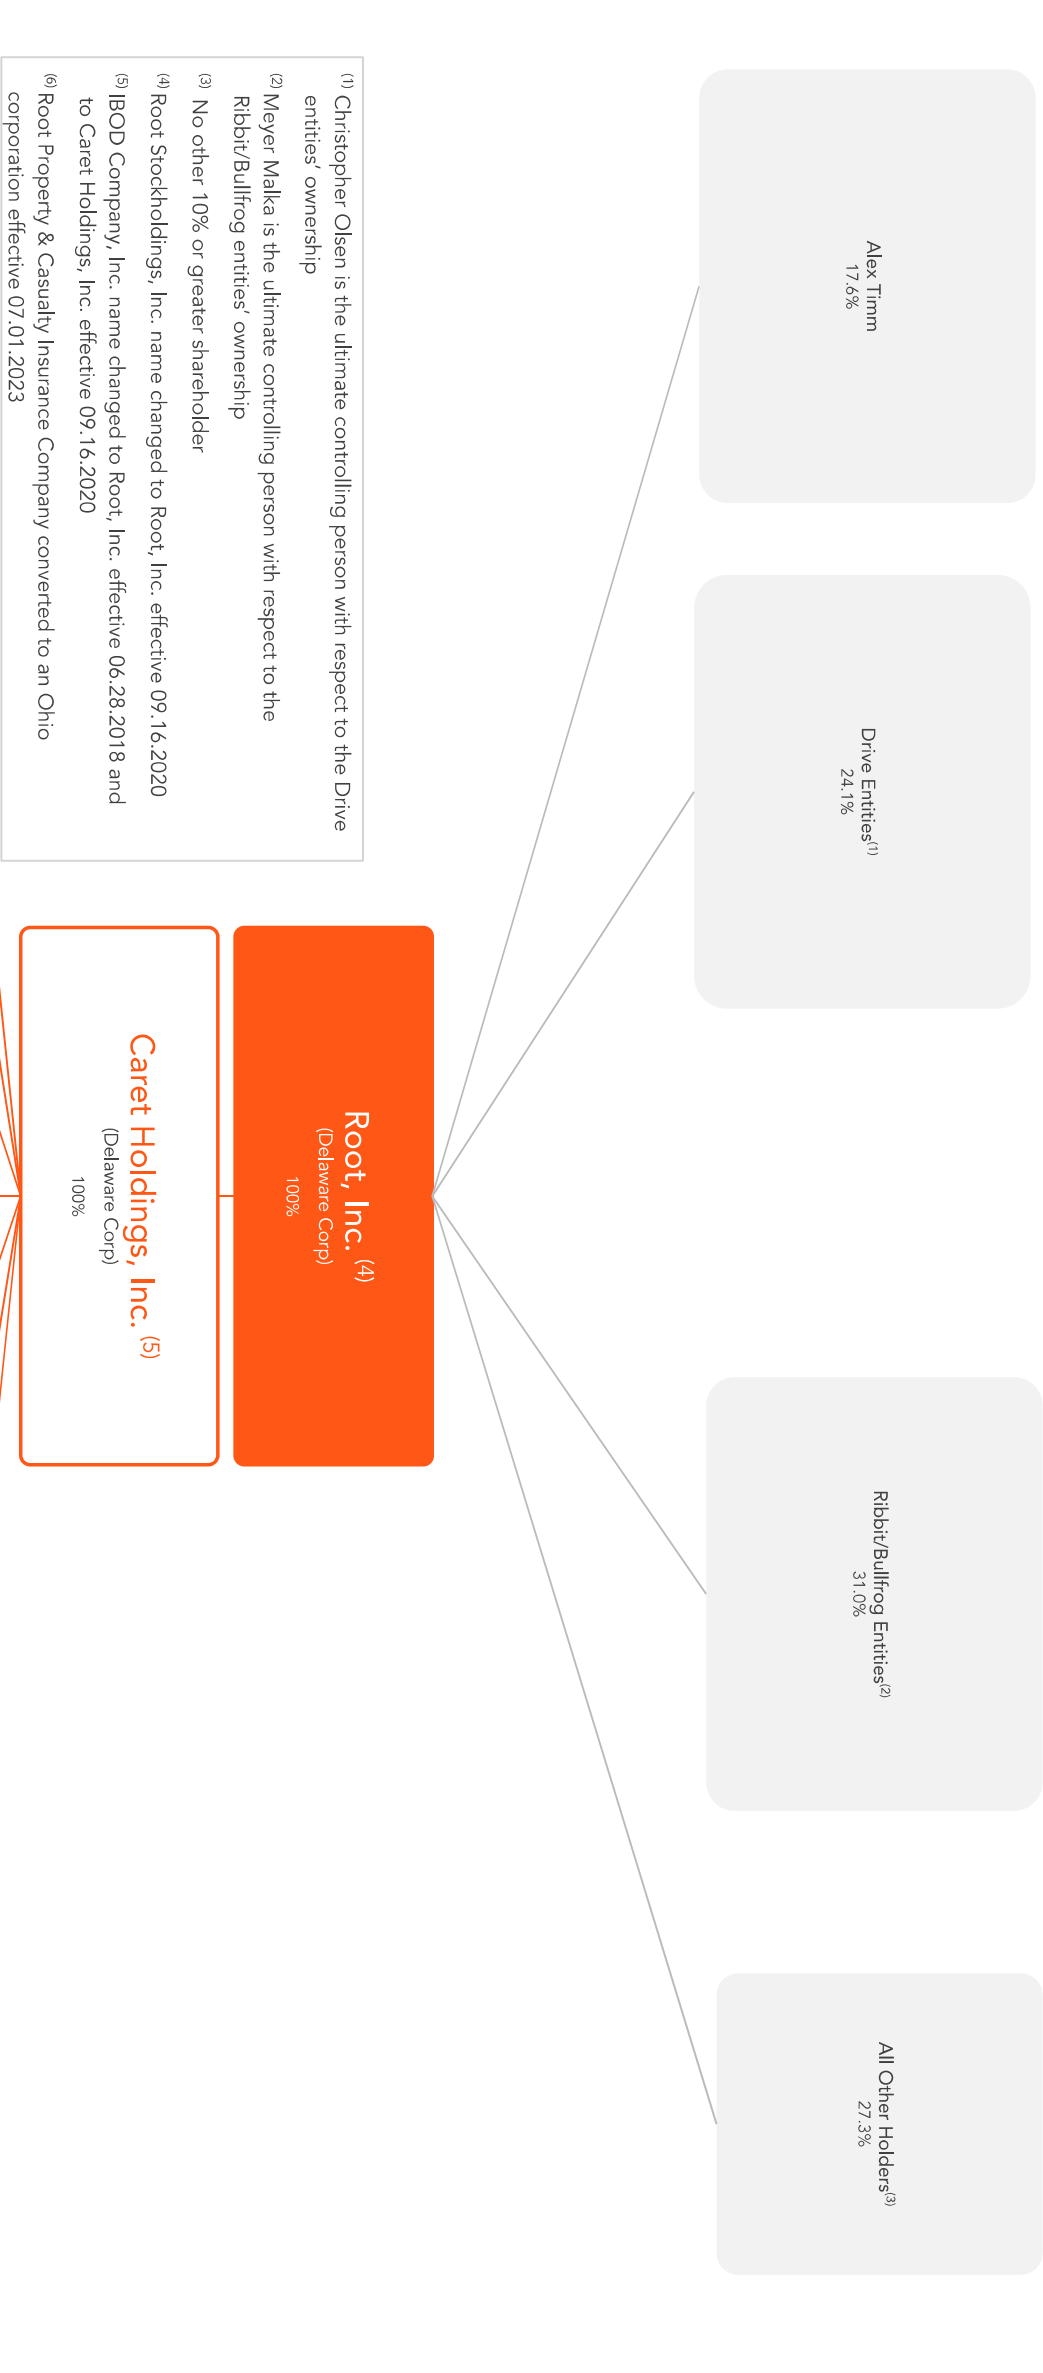 Alex Timm
17.6%
Drive Entities(1)
24.1%
Ribbit/Bullfrog Entities(2)
31.0%
All Other Holders(3)
27.3%
(1) Christopher Olsen is the ultimate controlling person with respect to the Drive
entities’ ownership
(2) Meyer Malka is the ultimate controlling person with respect to the
Ribbit/Bullfrog entities’ ownership
(3) No other 10% or greater shareholder
(4) Root Stockholdings, Inc. name changed to Root, Inc. effective 09.16.2020
(5) IBOD Company, Inc. name changed to Root, Inc. effective 06.28.2018 and
to Caret Holdings, Inc. effective 09.16.2020
(6) Root Property & Casualty Insurance Company converted to an Ohio
corporation effective 07.01.2023
Root, Inc. (4)
(Delaware Corp)
100%
Caret Holdings, Inc. (5)
(Delaware Corp)
100%